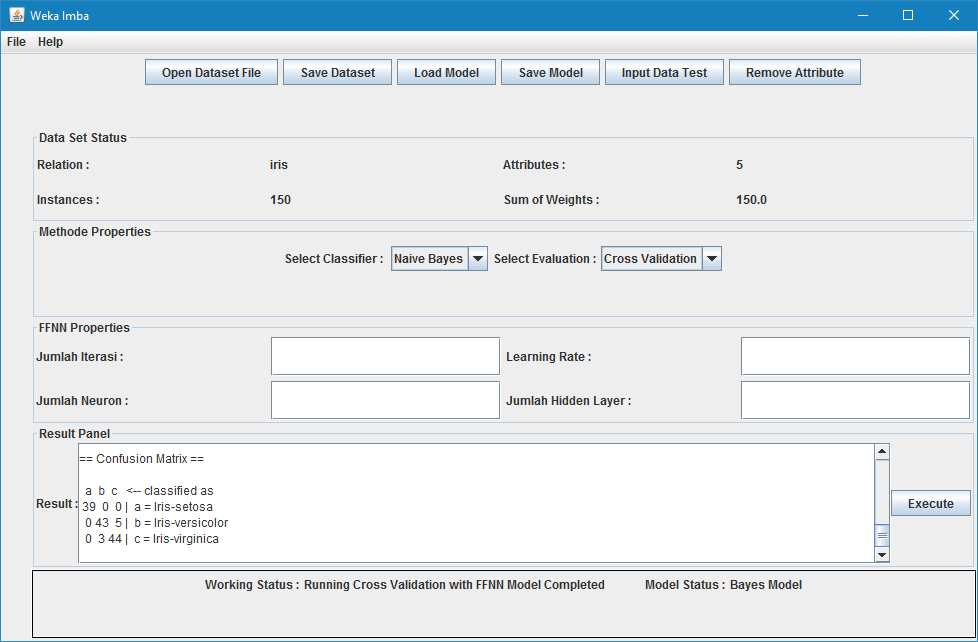 Weka Imba
File Help
Open Dataset File Save Dataset Load Model Save Model Input Data Test Remove Attribute
Data Set Status
Relation : iris Attributes : 5
Instances : 150 Sum of Weights : 150.0
Methode Properties
Select Classifier : Naive Bayes Select Evaluation : Cross Validation
FFNN Properties
Jumlah Iterasi : Learning Rate :
Jumlah Neuron : Jumlah Hidden Layer :
Result Panel
== Confusion Matrix ==
a b c <-- classified as
Result : 39 0 0 | a = Iris-setosa Execute
0 43 5 | b = Iris-versicolor
0 3 44 | c = Iris-virginica
Working Status : Running Cross Validation with FFNN Model Completed Model Status : Bayes Model